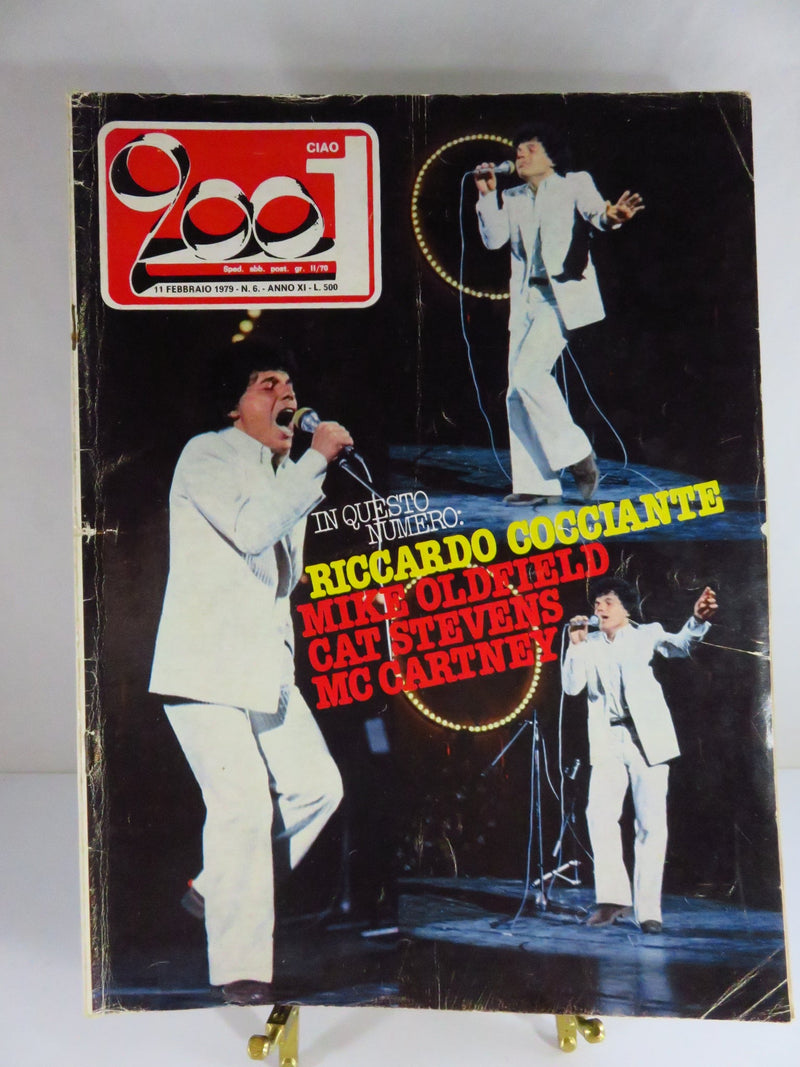 CIAO
2001
Sped. abb. post. gr. II/70
11 FEBBRAIO 1979 - N. 6. - ANNO XI - L. 500
IN QUESTO
NUMERO:
RICCARDO COCCIANTE
MIKE OLDFIELD
CAT STEVENS
MC CARTNEY